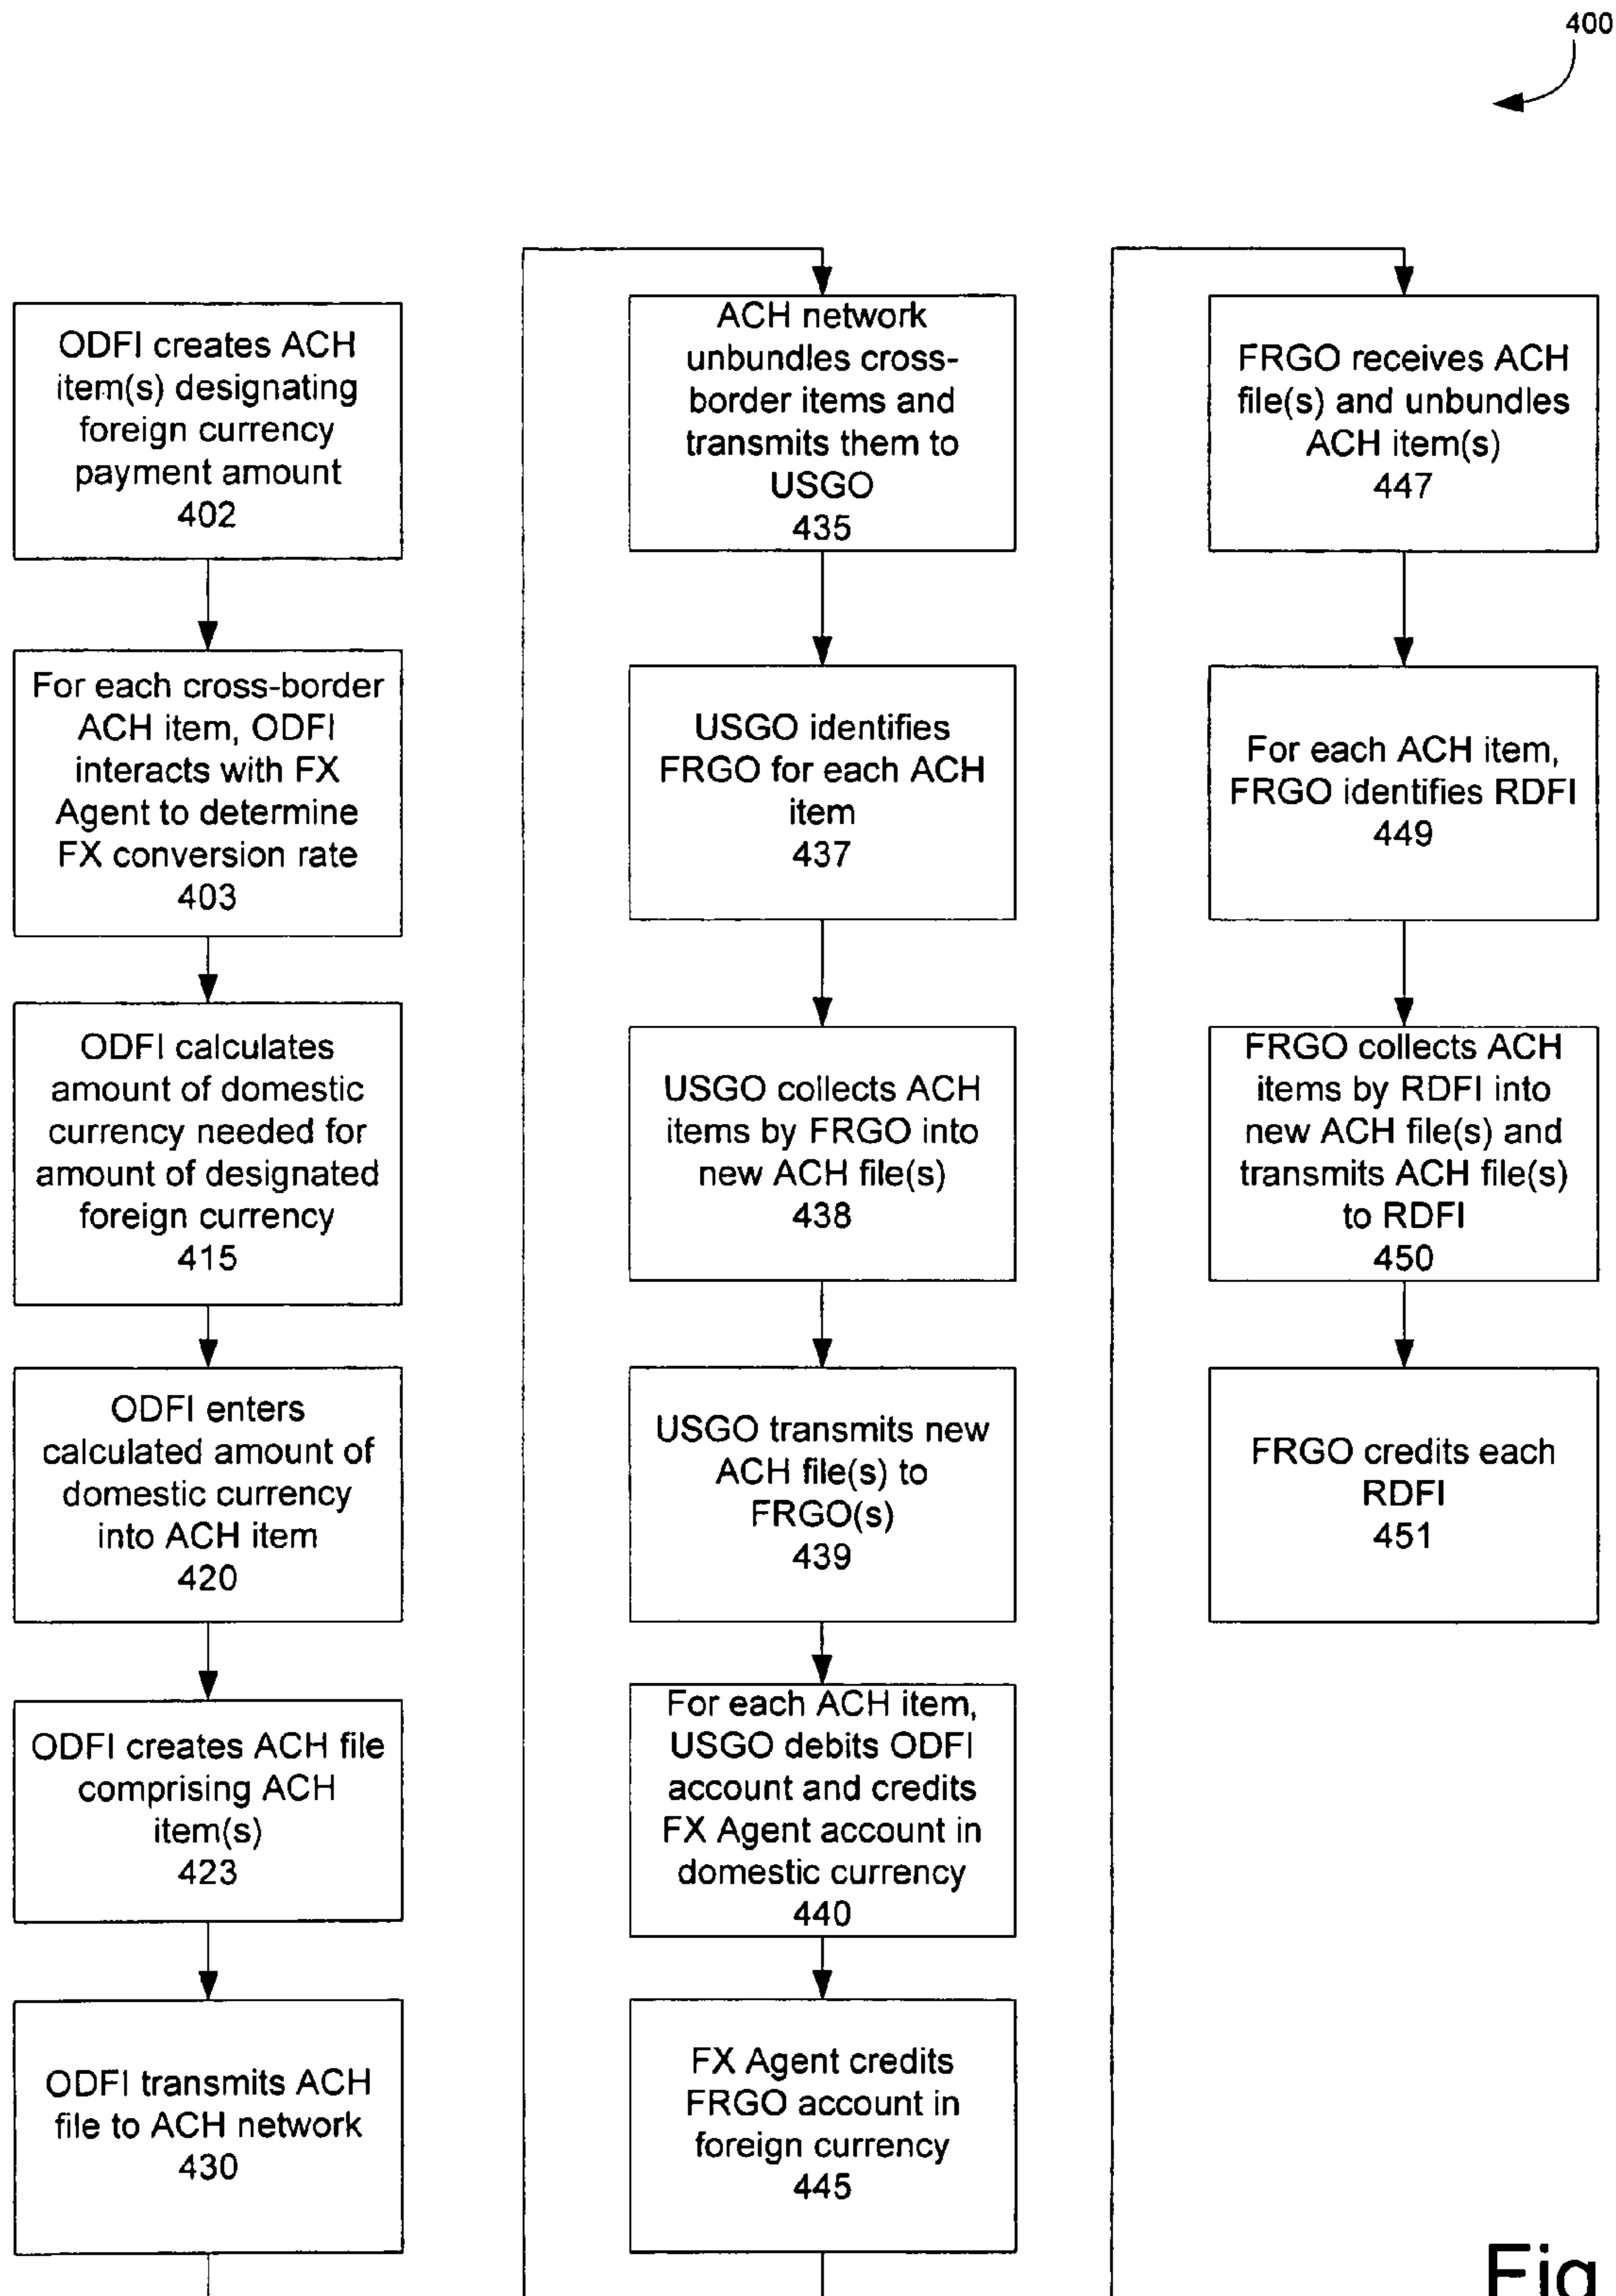 400
ODFI creates ACH
item(s) designating
foreign currency
payment amount
402
For each cross-border
ACH item, ODFI
interacts with FX
Agent to determine
FX conversion rate
403
ODFI calculates
amount of domestic
currency needed for
amount of designated
foreign currency
415
ODFI enters
calculated amount of
domestic currency
into ACH item
420
ODFI creates ACH file
comprising ACH
item(s)
423
ODFI transmits ACH
file to ACH network
430
ACH network
unbundles cross-
border items and
transmits them to
USGO
435
USGO identifies
FRGO for each ACH
item
437
USGO collects ACH
items by FRGO into
new ACH file(s)
438
USGO transmits new
ACH file(s) to
FRGO(s)
439
For each ACH item,
USGO debits ODFI
account and credits
FX Agent account in
domestic currency
440
FX Agent credits
FRGO account in
foreign currency
445
FRGO receives ACH
file(s) and unbundles
ACH item(s)
447
For each ACH item,
FRGO identifies RDFI
449
FRGO collects ACH
items by RDFI into
new ACH file(s) and
transmits ACH file(s)
to RDFI
450
FRGO credits each
RDFI
451
Fig